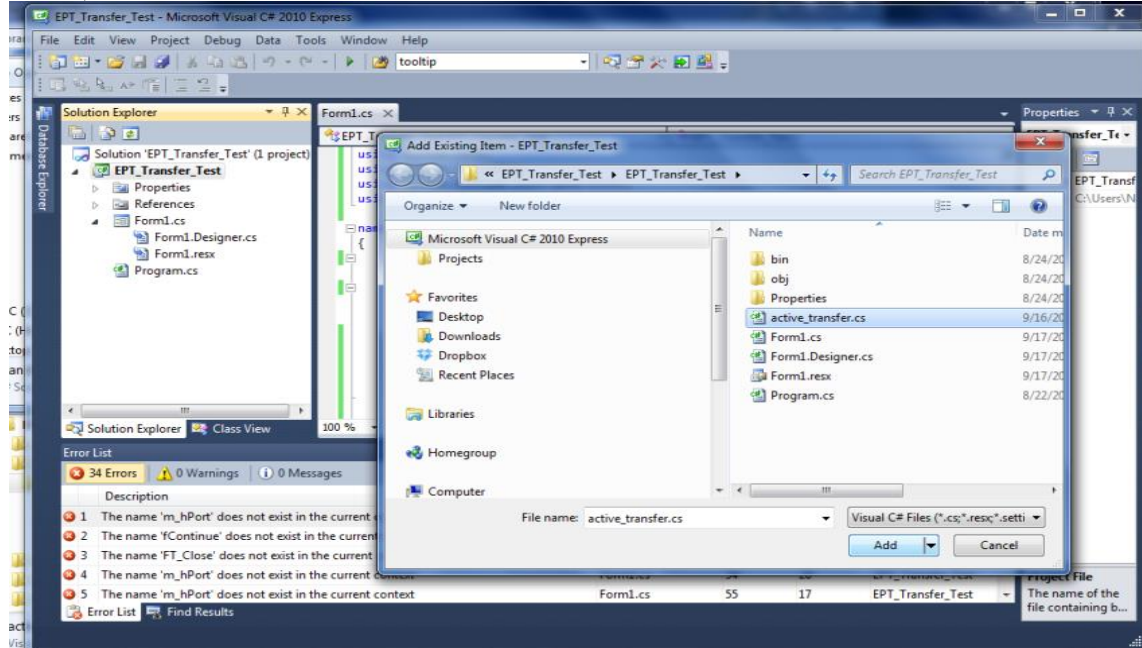 EPT_Transfer_Test - Microsoft Visual C# 2010 Express
File Edit View Project Debug Data Tools Window Help
tooltip
Database Explorer
Solution Explorer
Solution 'EPT_Transfer_Test' (1 project)
EPT_Transfer_Test
Properties
References
Form1.cs
Form1.Designer.cs
Form1.resx
Program.cs
Solution Explorer Class View
Form1.cs
EPT_T
usi
usi
usi
usi
nam
{
100 %
Add Existing Item - EPT_Transfer_Test
« EPT_Transfer_Test EPT_Transfer_Test
Search EPT_Transfer_Test
Organize New folder
Microsoft Visual C# 2010 Express
Projects
Favorites
Desktop
Downloads
Dropbox
Recent Places
Libraries
Homegroup
Computer
Name Date m
bin 8/24/20
obj 8/24/20
Properties 8/24/20
active_transfer.cs 9/16/20
Form1.cs 9/17/20
Form1.Designer.cs 9/17/20
Form1.resx 9/17/20
Program.cs 8/22/20
File name: active_transfer.cs
Visual C# Files (*.cs;*.resx;*.setti
Add Cancel
Properties
EPT_Transf
C:\Users\N
Project File
The name of the
file containing b...
Error List
34 Errors 0 Warnings 0 Messages
Description
1 The name 'm_hPort' does not exist in the current
2 The name 'fContinue' does not exist in the current
3 The name 'FT_Close' does not exist in the current
4 The name 'm_hPort' does not exist in the current context
5 The name 'm_hPort' does not exist in the current context Form1.cs 55 17 EPT_Transfer_Test
Error List Find Results